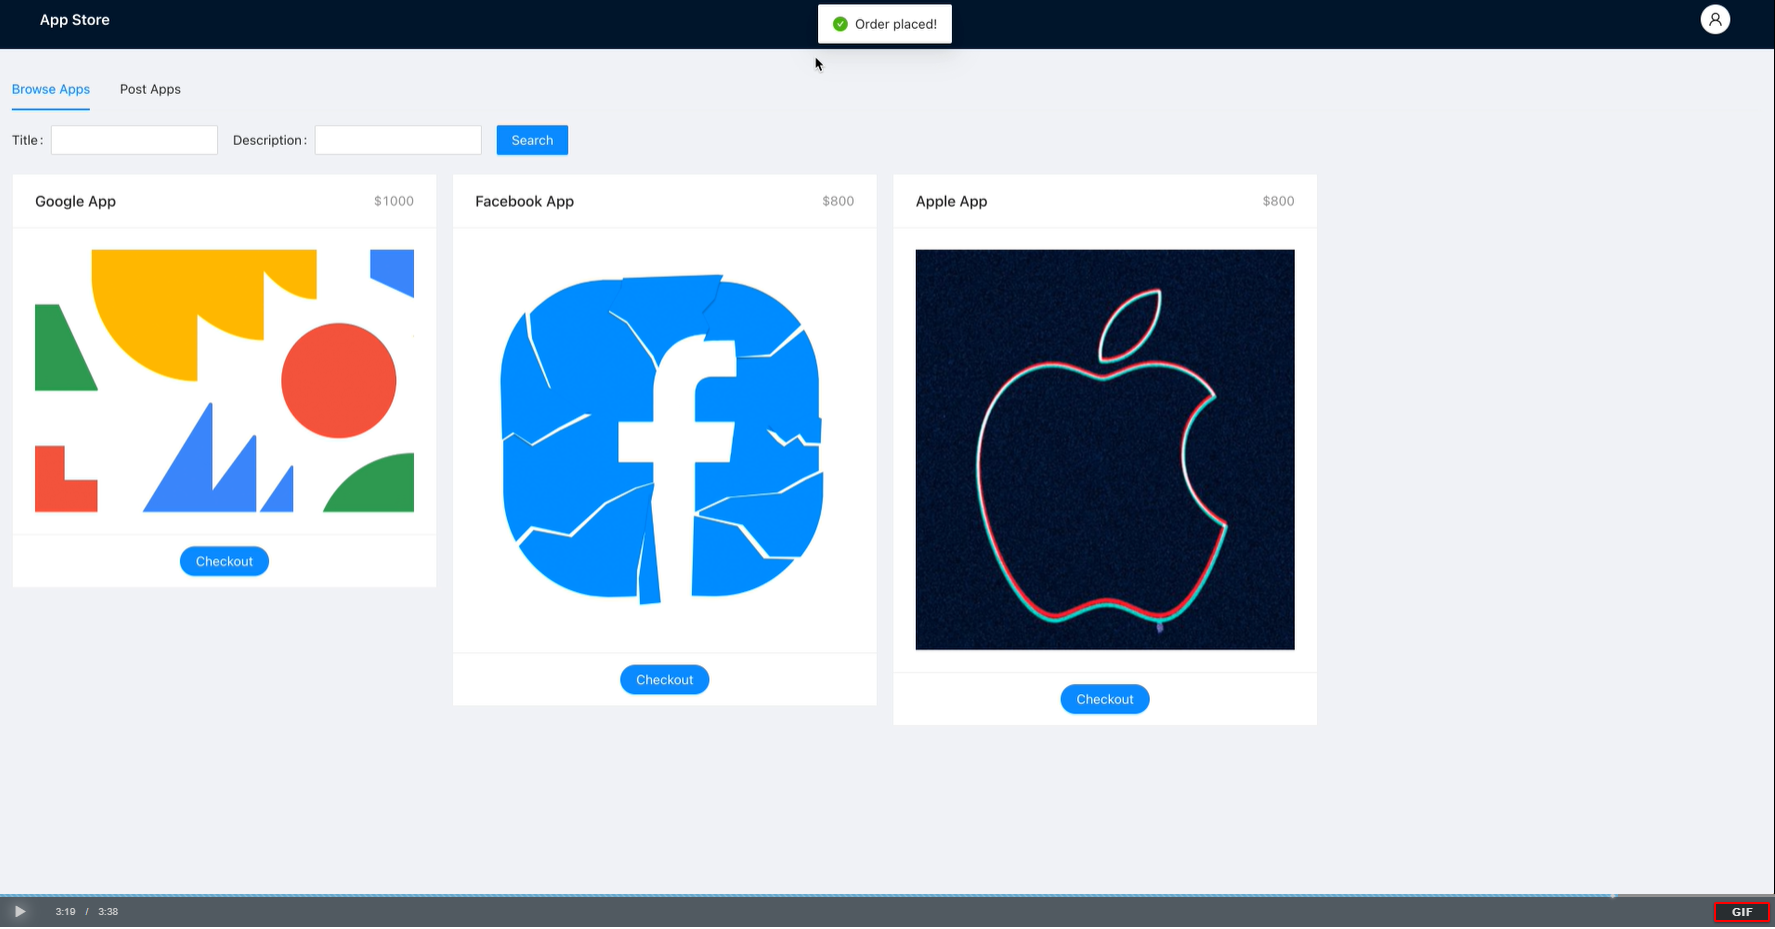 App Store
Order placed!
Browse Apps Post Apps
Title : Description : Search
Google App $1000
Facebook App $800
Apple App $800
Checkout
Checkout
Checkout
3:19 / 3:38
GIF